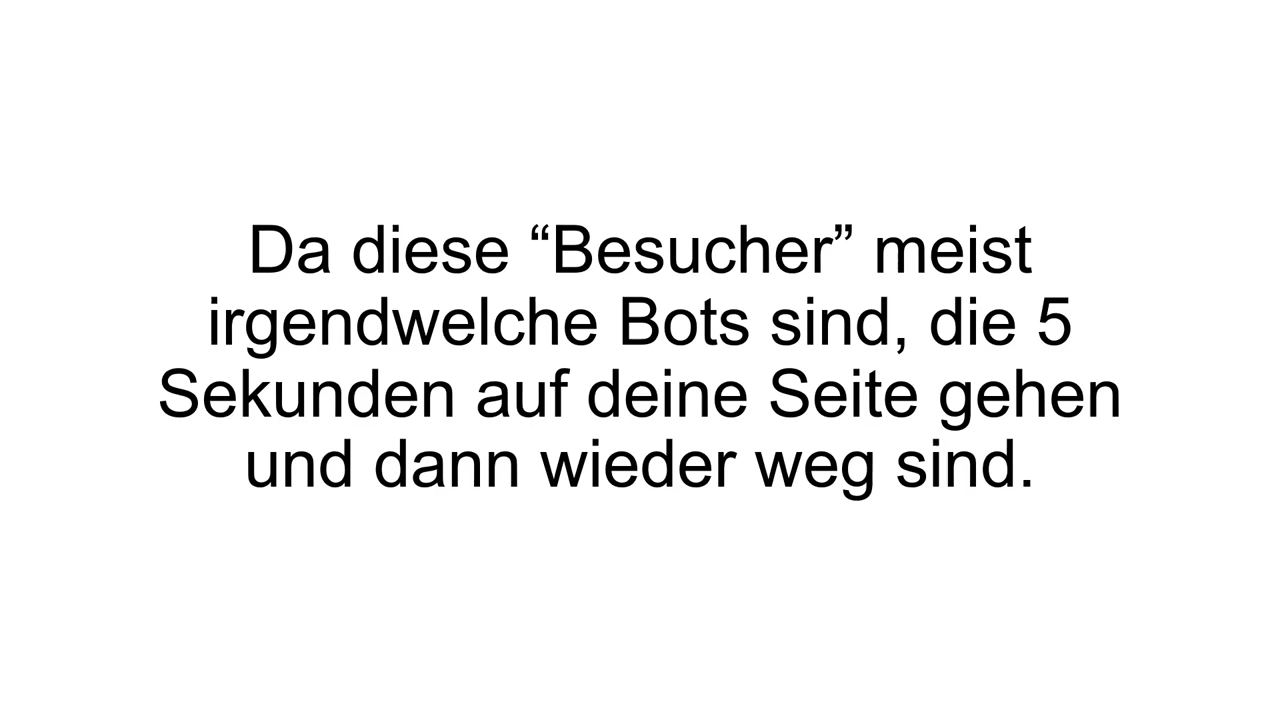 Da diese “Besucher” meist
irgendwelche Bots sind, die 5
Sekunden auf deine Seite gehen
und dann wieder weg sind.